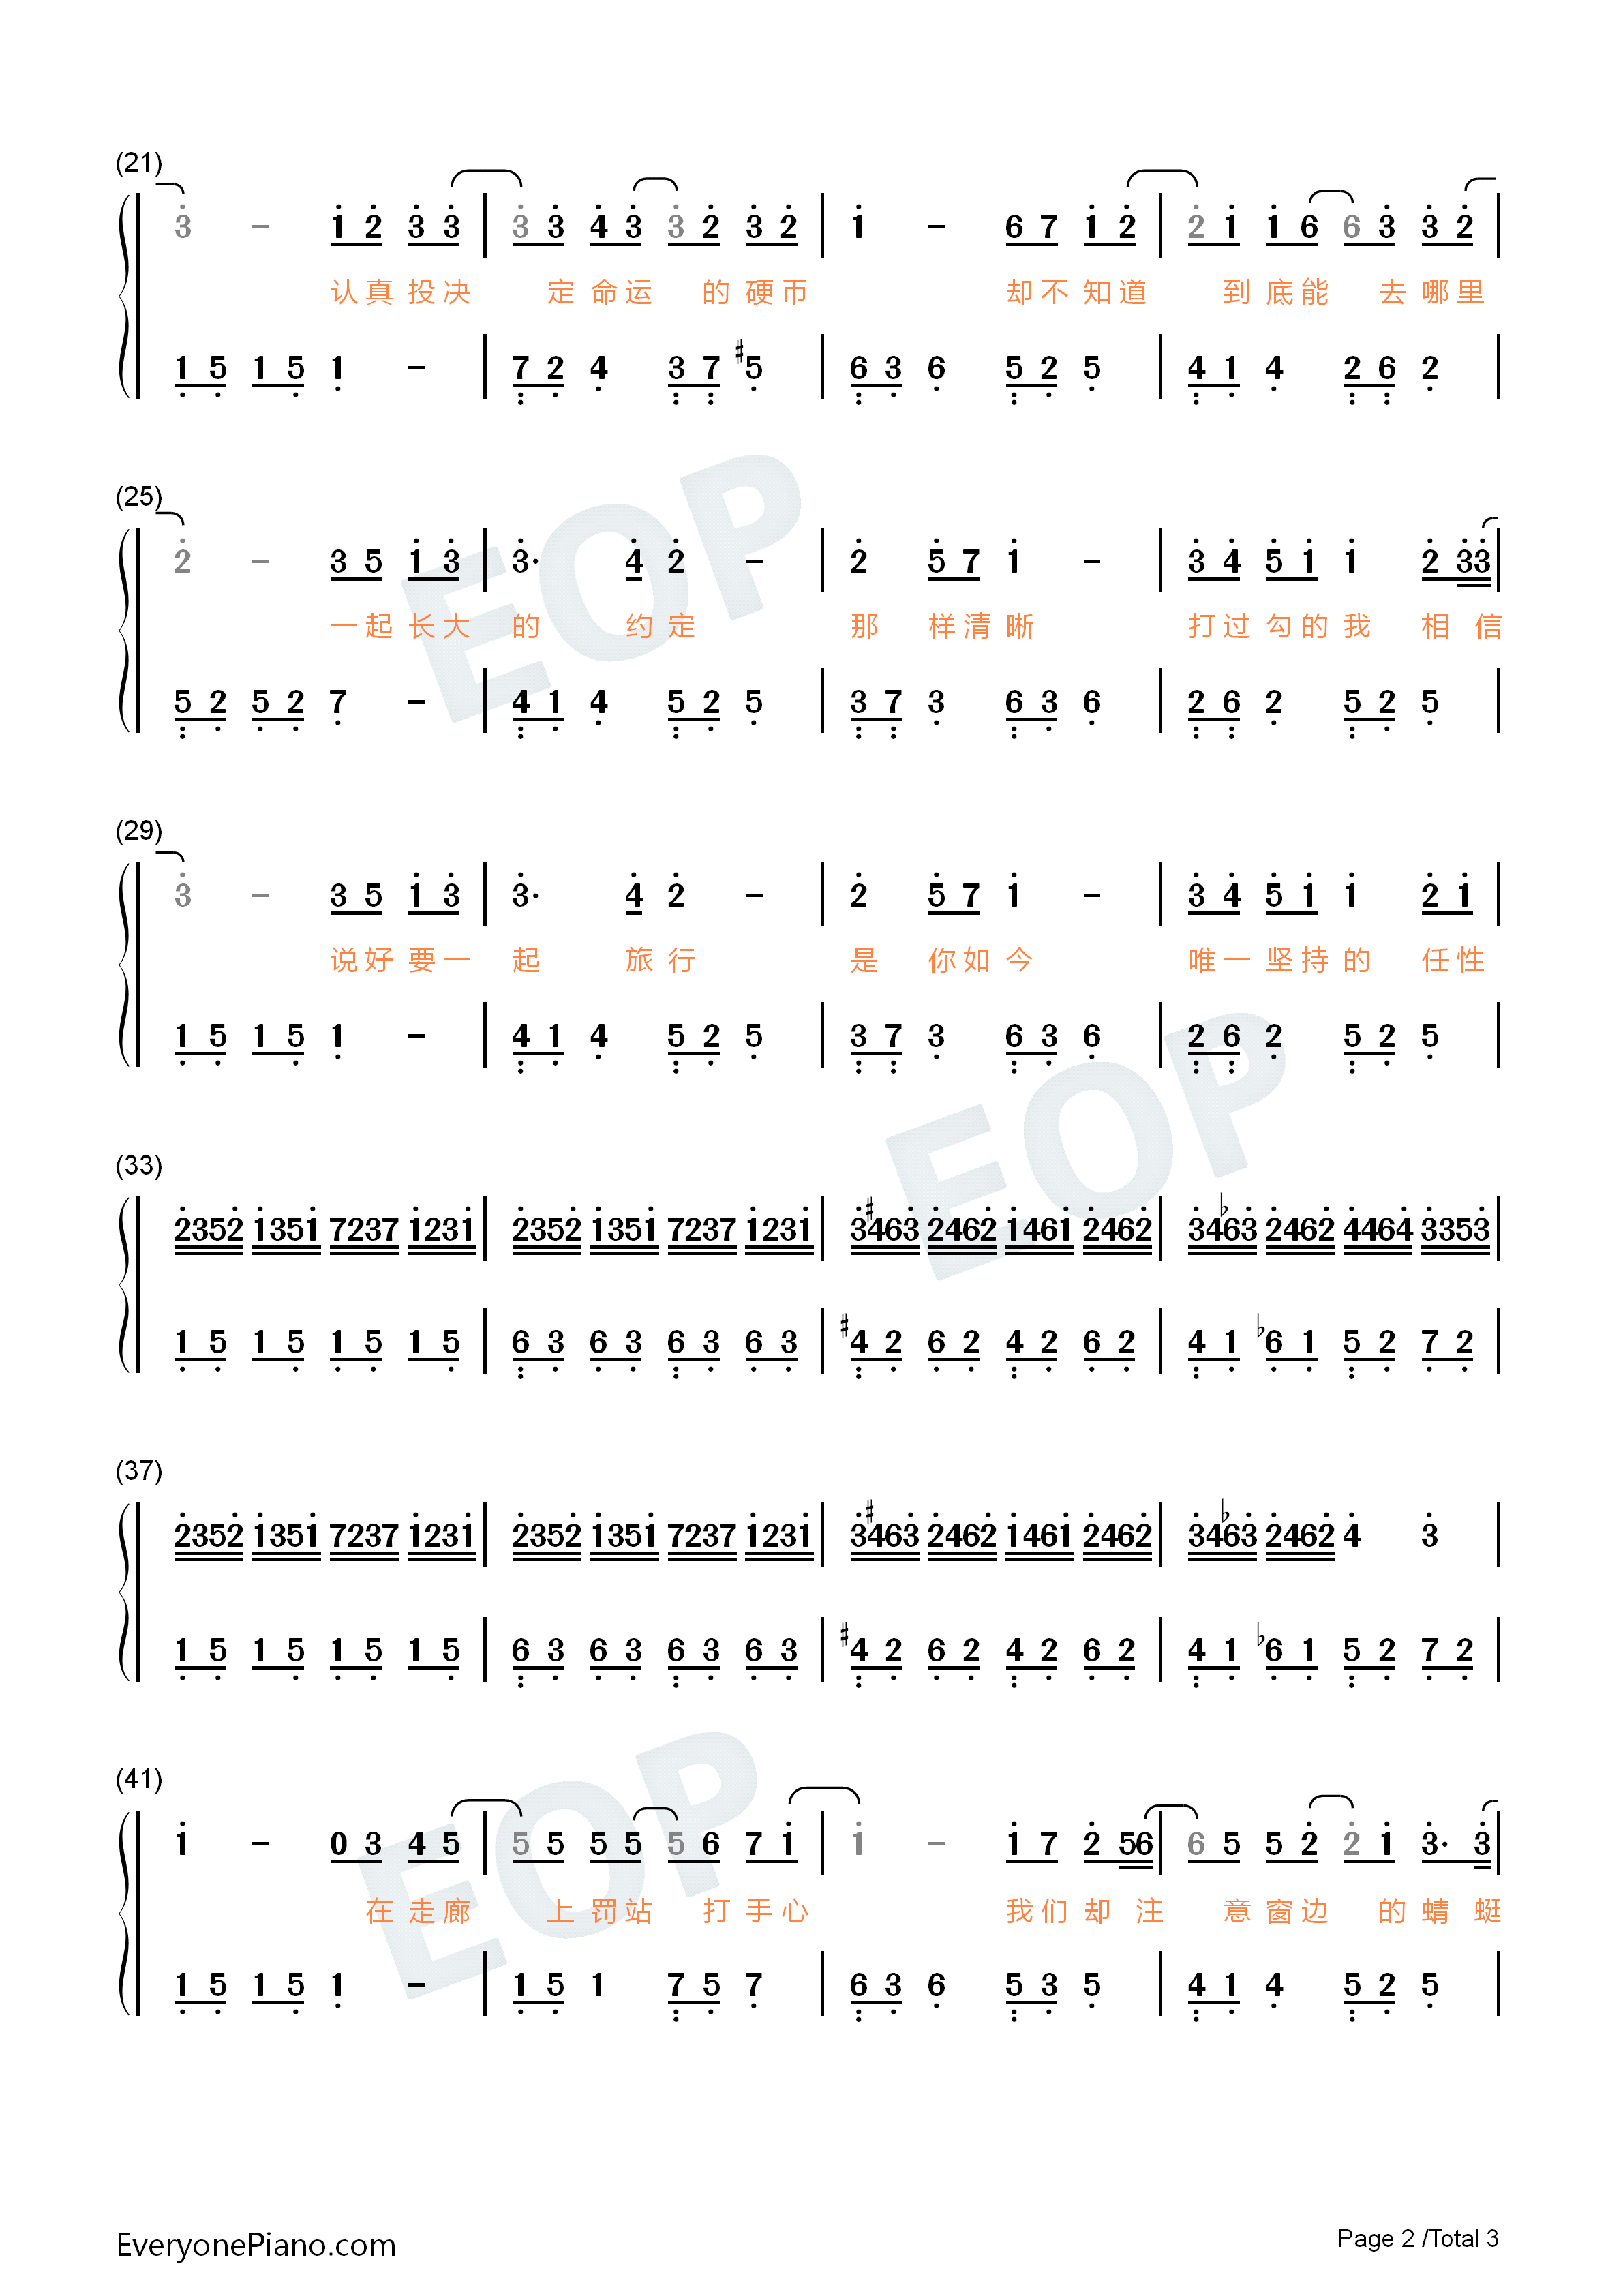 (21)
3 – 1 2 3 3 | 3 3 4 3 3 2 3 2 | 1 – 6 7 1 2 | 2 1 1 6 6 3 3 2 |
认真投决 定命运 的硬币 却不知道 到底能 去哪里
1 5 1 5 1 – | 7 2 4 3 7 #5 | 6 3 6 5 2 5 | 4 1 4 2 6 2 |
(25)
2 – 3 5 1 3 | 3· 4 2 – | 2 5 7 1 – | 3 4 5 1 1 2 33 |
一起长大 的 约定 那 样清晰 打过勾的我 相信
5 2 5 2 7 – | 4 1 4 5 2 5 | 3 7 3 6 3 6 | 2 6 2 5 2 5 |
(29)
3 – 3 5 1 3 | 3· 4 2 – | 2 5 7 1 – | 3 4 5 1 1 2 1 |
说好要一 起 旅行 是 你如今 唯一坚持的 任性
1 5 1 5 1 – | 4 1 4 5 2 5 | 3 7 3 6 3 6 | 2 6 2 5 2 5 |
(33)
2352 1351 7237 1231 | 2352 1351 7237 1231 | 3#463 2462 1461 2462 | 34♭63 2462 4464 3353 |
1 5 1 5 1 5 1 5 | 6 3 6 3 6 3 6 3 | #4 2 6 2 4 2 6 2 | 4 1 ♭6 1 5 2 7 2 |
(37)
2352 1351 7237 1231 | 2352 1351 7237 1231 | 3#463 2462 1461 2462 | 34♭63 2462 4 3 |
1 5 1 5 1 5 1 5 | 6 3 6 3 6 3 6 3 | #4 2 6 2 4 2 6 2 | 4 1 ♭6 1 5 2 7 2 |
(41)
1 – 0 3 4 5 | 5 5 5 5 5 6 7 1 | 1 – 1 7 2 56 | 6 5 5 2 2 1 3· 3 |
在走廊 上罚站 打手心 我们却注 意窗边 的蜻蜓
1 5 1 5 1 – | 1 5 1 7 5 7 | 6 3 6 5 3 5 | 4 1 4 5 2 5 |
EOP
EOP
EOP
EveryonePiano.com
Page 2 /Total 3